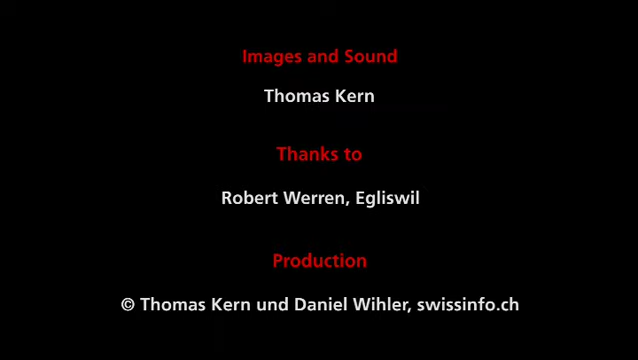 Images and Sound
Thomas Kern
Thanks to
Robert Werren, Egliswil
Production
© Thomas Kern und Daniel Wihler, swissinfo.ch